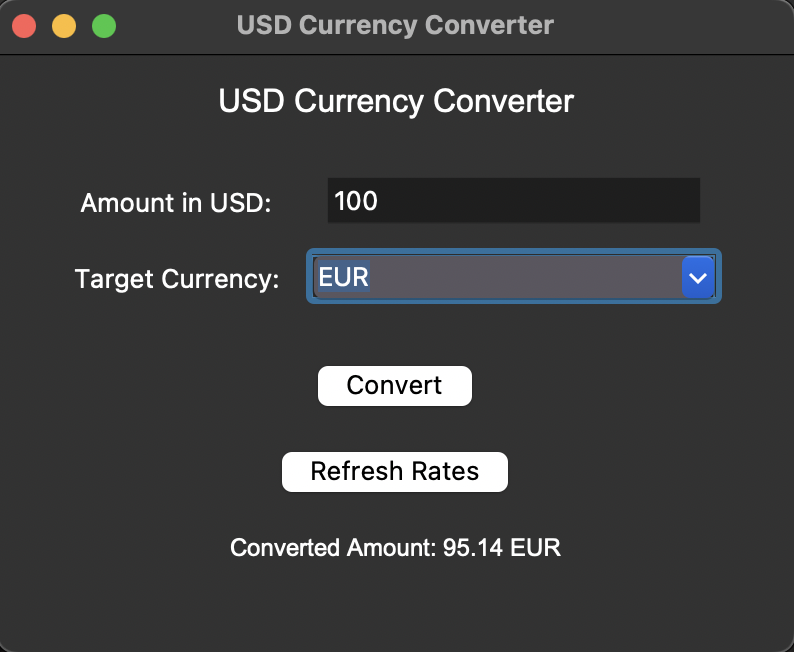 USD Currency Converter
USD Currency Converter
Amount in USD: 100
Target Currency: EUR
Convert
Refresh Rates
Converted Amount: 95.14 EUR